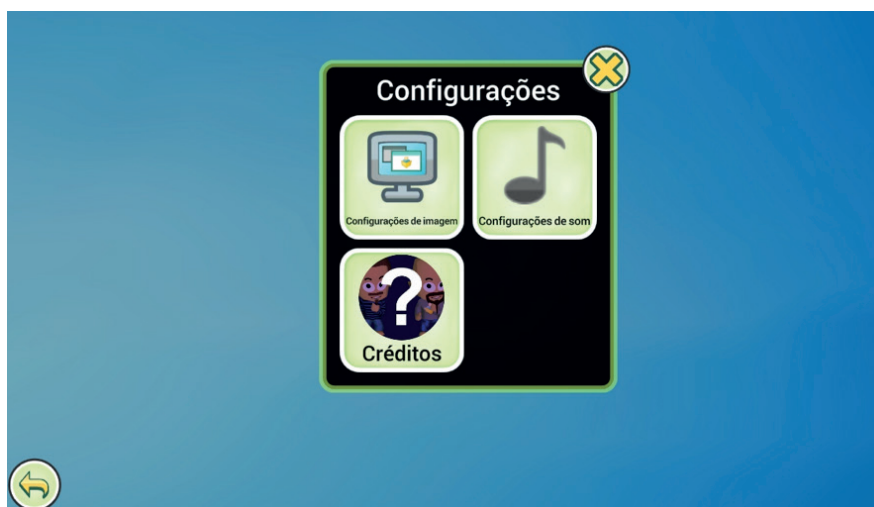 Configurações
Configurações de imagem
Configurações de som
?
Créditos